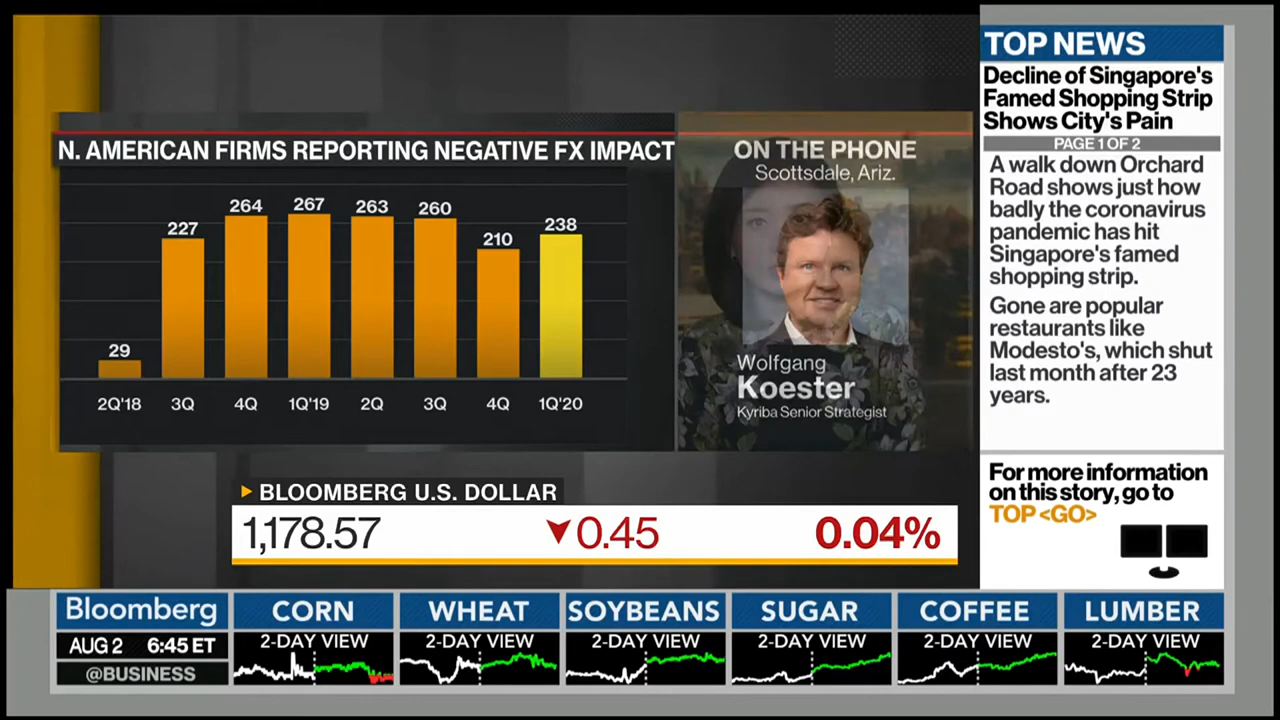 N. AMERICAN FIRMS REPORTING NEGATIVE FX IMPACT
29
227
264
267
263
260
210
238
2Q'18
3Q
4Q
1Q'19
2Q
3Q
4Q
1Q'20
ON THE PHONE
Scottsdale, Ariz.
Wolfgang
Koester
Kyriba Senior Strategist
BLOOMBERG U.S. DOLLAR
1,178.57
0.45
0.04%
TOP NEWS
Decline of Singapore's
Famed Shopping Strip
Shows City's Pain
PAGE 1 OF 2
A walk down Orchard
Road shows just how
badly the coronavirus
pandemic has hit
Singapore's famed
shopping strip.
Gone are popular
restaurants like
Modesto's, which shut
last month after 23
years.
For more information
on this story, go to
TOP <GO>
Bloomberg
AUG 2 6:45 ET
@BUSINESS
CORN
2-DAY VIEW
WHEAT
2-DAY VIEW
SOYBEANS
2-DAY VIEW
SUGAR
2-DAY VIEW
COFFEE
2-DAY VIEW
LUMBER
2-DAY VIEW